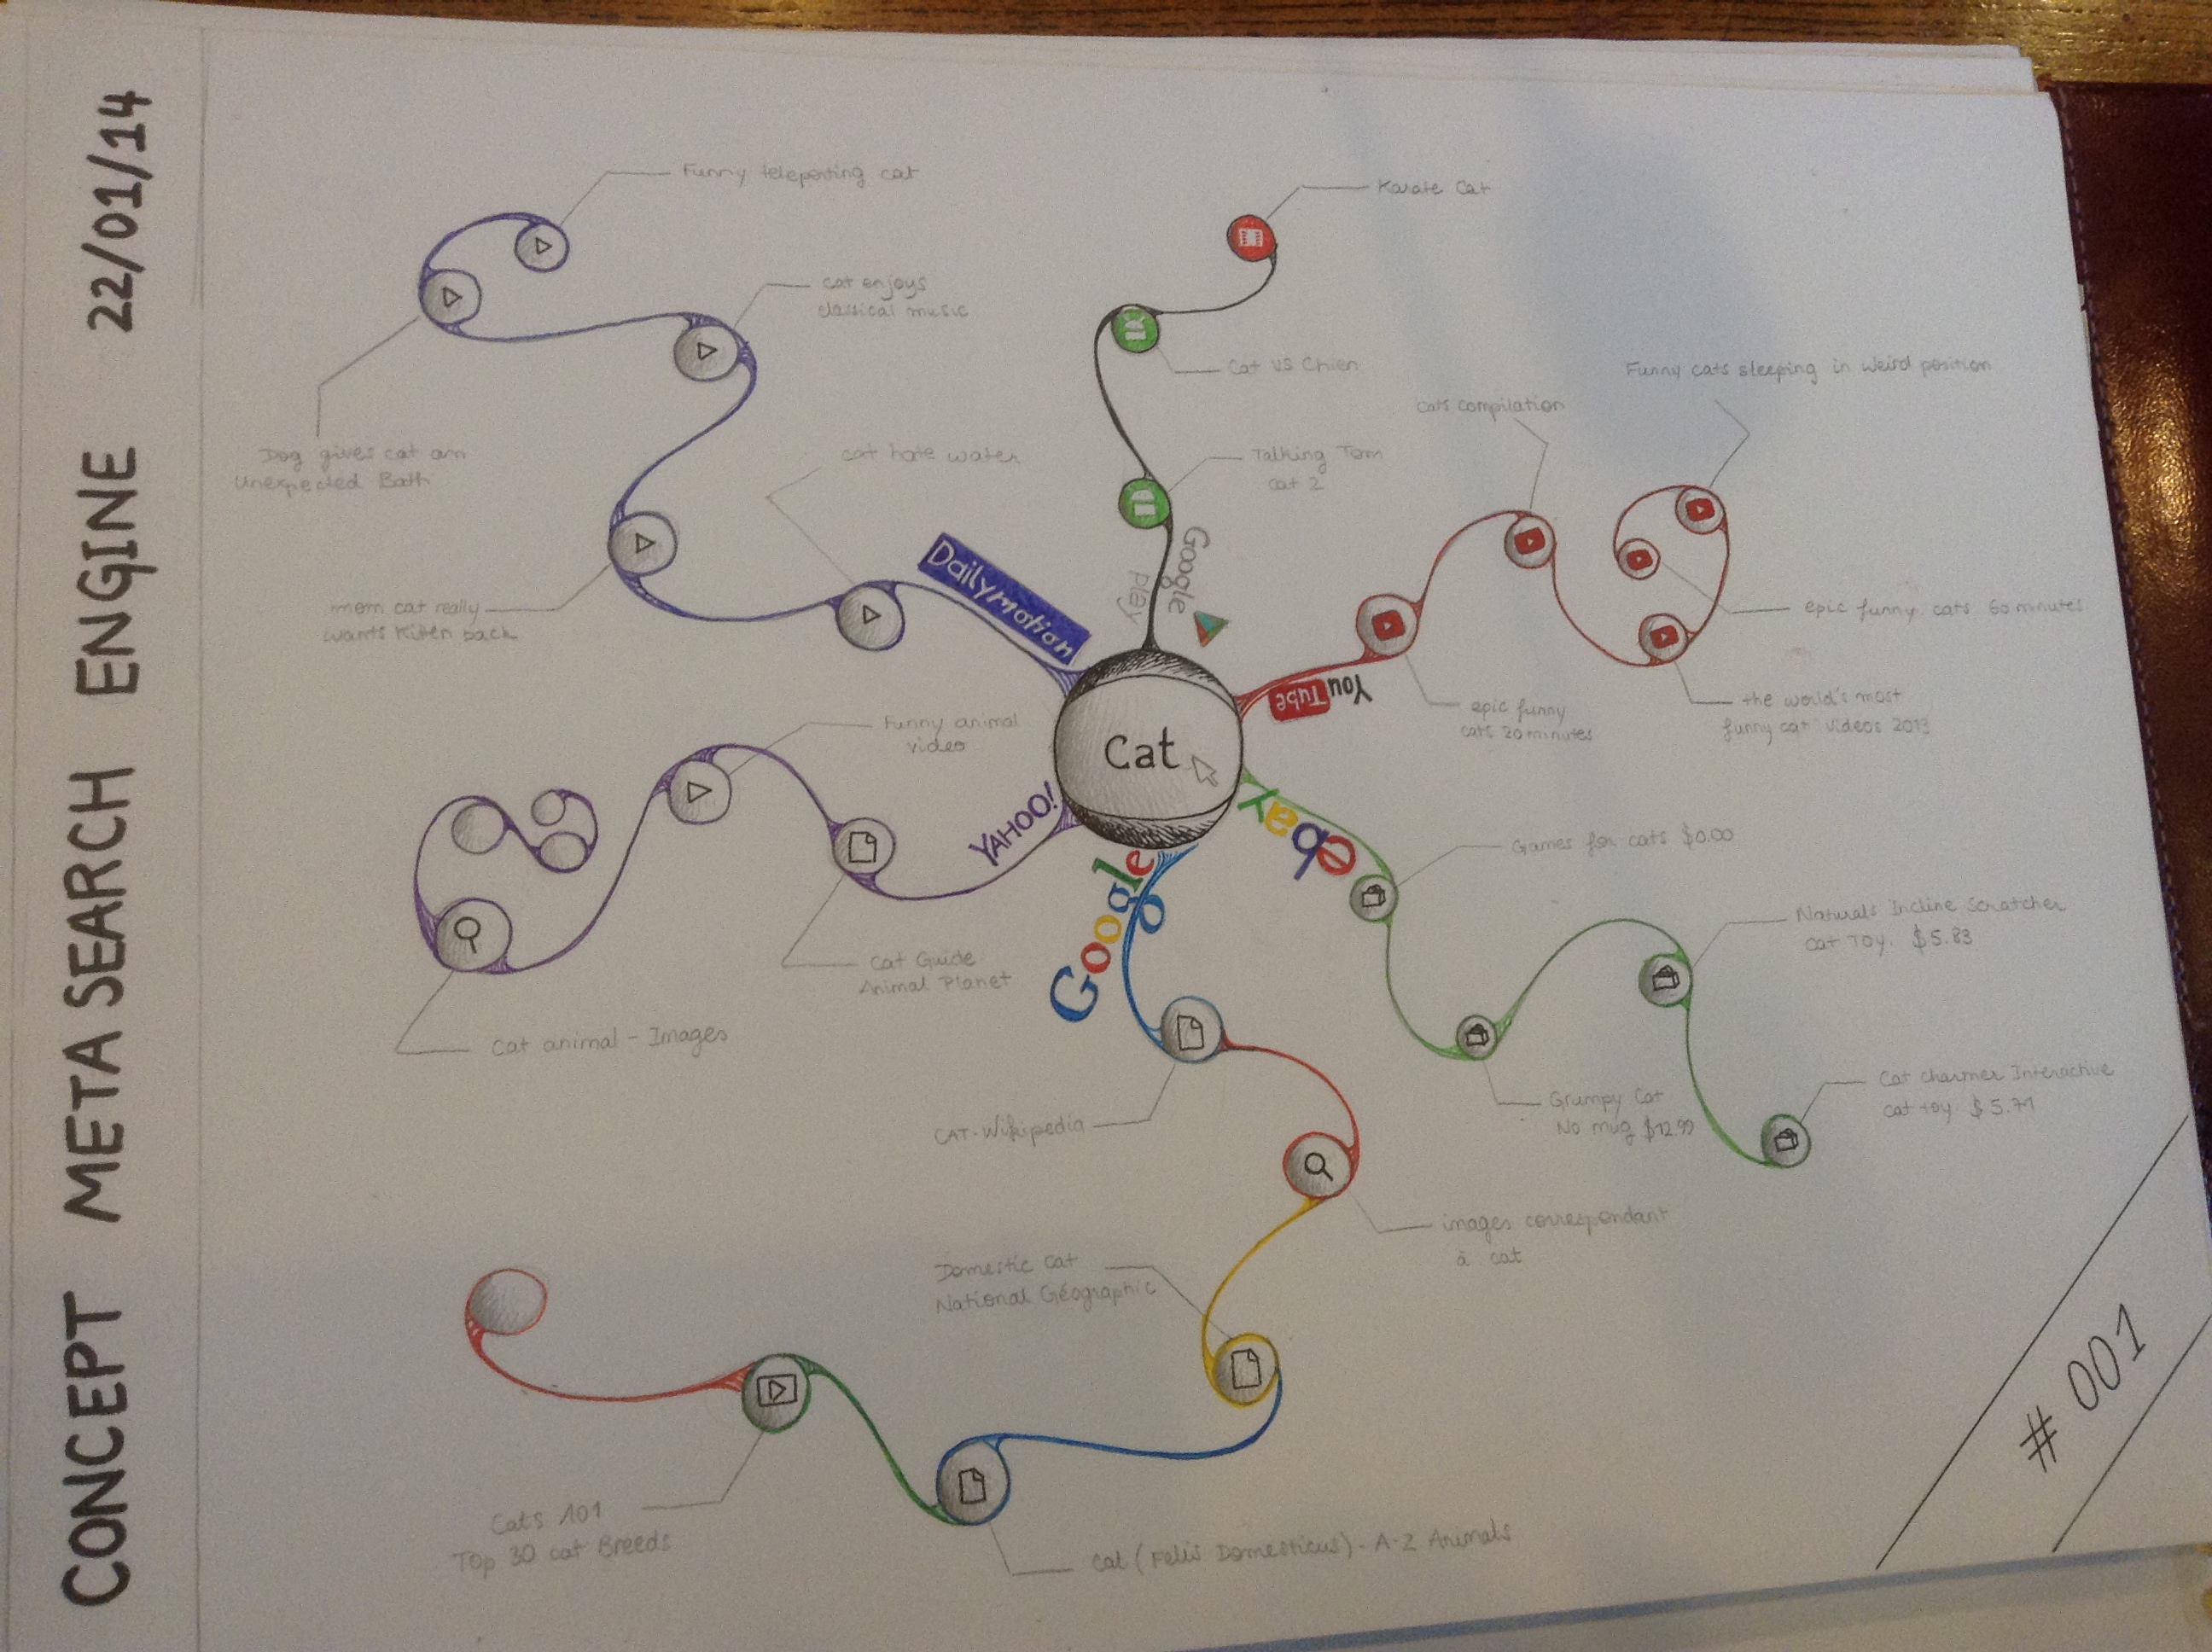 CONCEPT META SEARCH ENGINE 22/01/14
Funny teleporting cat
Dog gives cat an
Unexpected Bath
cat enjoys
classical music
mom cat really
wants kitten back
cat hate water
Dailymotion
Karate Cat
Cat VS Chien
Talking Tom
cat 2
Google
play
Funny cats sleeping in weird position
cats compilation
epic funny cats 60 minutes
the world's most
funny cat videos 2013
epic funny
cats 20 minutes
You Tube
Cat
YAHOO!
Funny animal
video
Cat Guide
Animal Planet
cat animal - Images
ebay
Games for cats $0.00
Naturals Incline Scratcher
cat Toy. $5.83
Grumpy Cat
No mug $12.99
Cat charmer Interactive
cat toy $5.71
Google
CAT-Wikipedia
images correspondant
à cat
Domestic cat
National Géographic
Cat (Felis Domesticus) - A-Z Animals
Cats 101
Top 30 cat Breeds
# 001